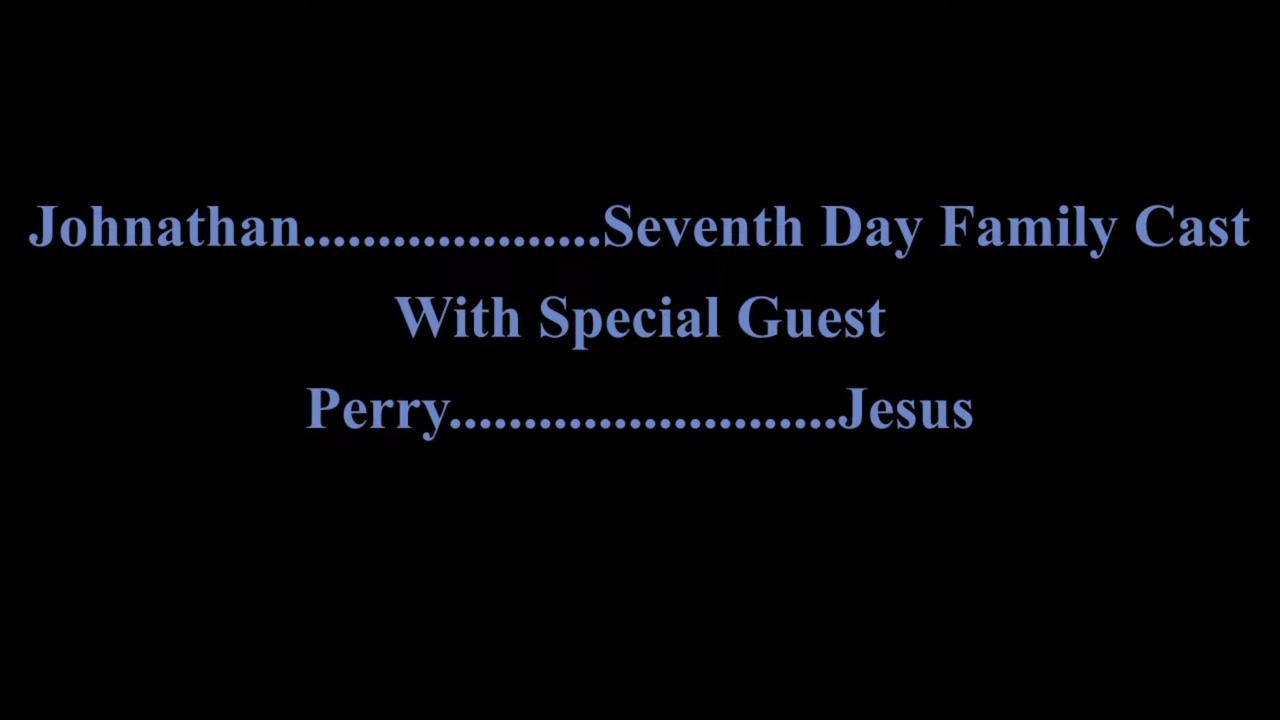 Johnathan....................Seventh Day Family Cast
With Special Guest
Perry..........................Jesus